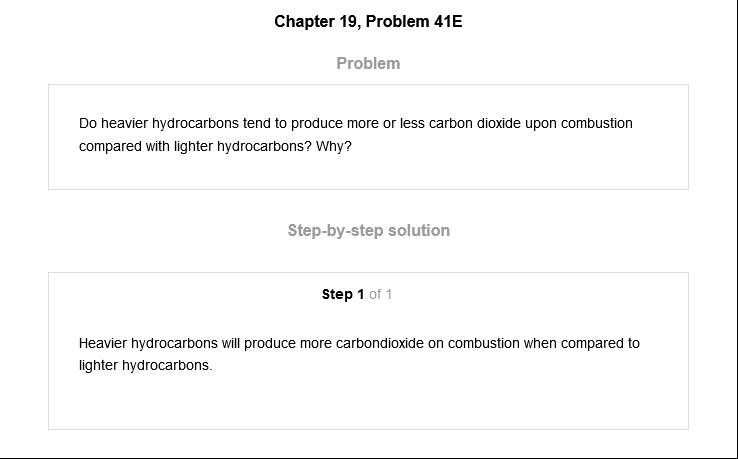 Chapter 19, Problem 41E
Problem
Do heavier hydrocarbons tend to produce more or less carbon dioxide upon combustion
compared with lighter hydrocarbons? Why?
Step-by-step solution
Step 1 of 1
Heavier hydrocarbons will produce more carbondioxide on combustion when compared to
lighter hydrocarbons.